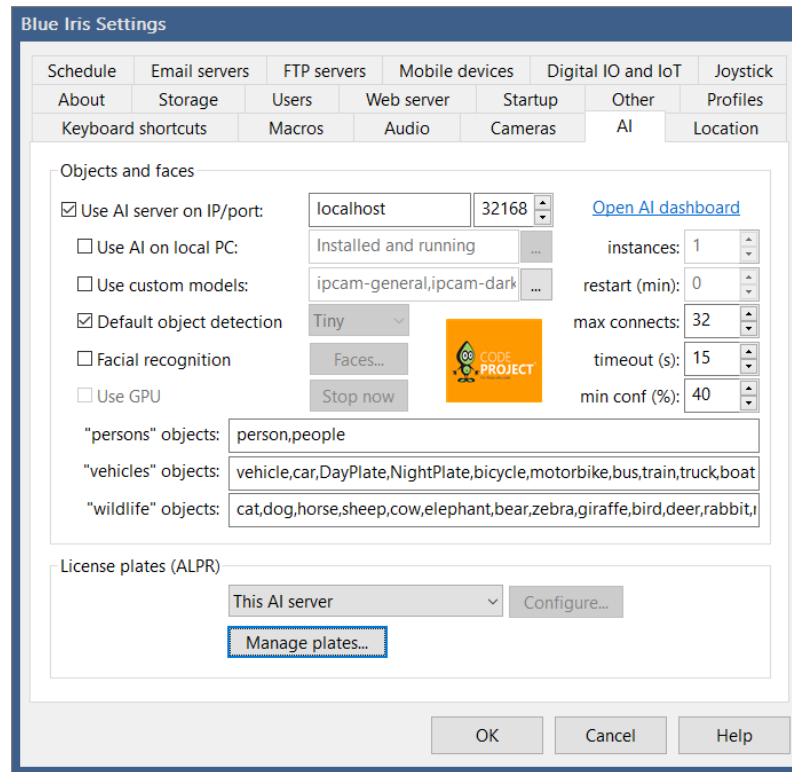 Blue Iris Settings
Schedule Email servers FTP servers Mobile devices Digital IO and IoT Joystick
About Storage Users Web server Startup Other Profiles
Keyboard shortcuts Macros Audio Cameras AI Location
Objects and faces
Use AI server on IP/port: localhost 32168 Open AI dashboard
Use AI on local PC: Installed and running ... instances: 1
Use custom models: ipcam-general,ipcam-dark ... restart (min): 0
Default object detection Tiny max connects: 32
Facial recognition Faces... CODE PROJECT timeout (s): 15
Use GPU Stop now min conf (%): 40
"persons" objects: person,people
"vehicles" objects: vehicle,car,DayPlate,NightPlate,bicycle,motorbike,bus,train,truck,boat
"wildlife" objects: cat,dog,horse,sheep,cow,elephant,bear,zebra,giraffe,bird,deer,rabbit,
License plates (ALPR)
This AI server Configure...
Manage plates...
OK Cancel Help